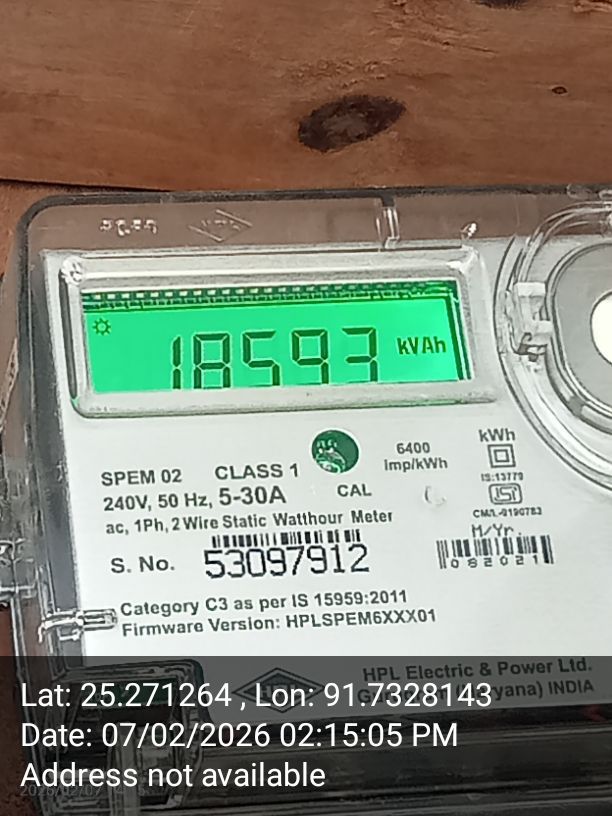 18593 kVAh
6400
imp/kWh
kWh
SPEM 02 CLASS 1
240V, 50 Hz, 5-30A CAL
IS:13779
ac, 1Ph, 2 Wire Static Watthour Meter
CM/L-0190783
M/Yr.
S. No. 53097912
082021
Category C3 as per IS 15959:2011
Firmware Version: HPLSPEM6XXX01
HPL Electric & Power Ltd.
INDIA
Lat: 25.271264 , Lon: 91.7328143
Date: 07/02/2026 02:15:05 PM
Address not available